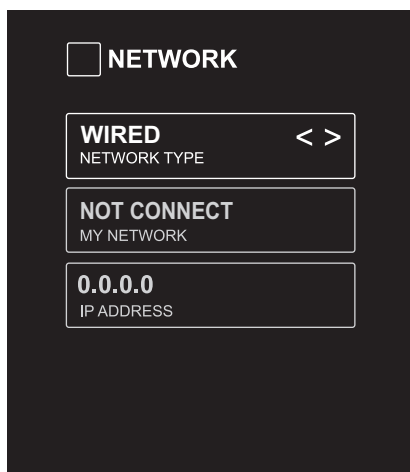 NETWORK
WIRED < >
NETWORK TYPE
NOT CONNECT
MY NETWORK
0.0.0.0
IP ADDRESS